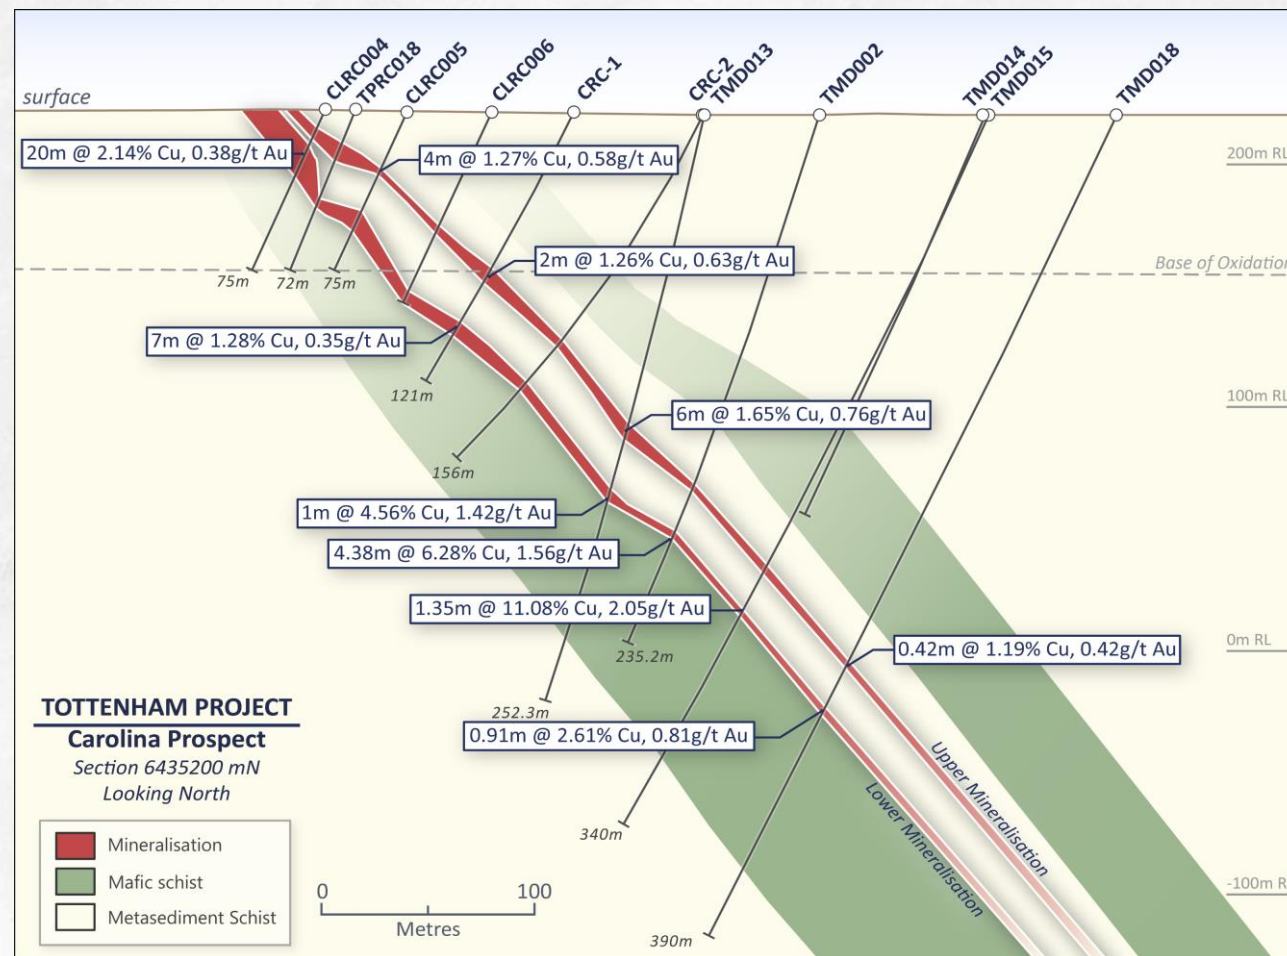 CLRC004
TPRC018
CLRC005
CLRC006
CRC-1
CRC-2
TMD013
TMD002
TMD014
TMD015
TMD018
surface
20m @ 2.14% Cu, 0.38g/t Au
4m @ 1.27% Cu, 0.58g/t Au
200m RL
2m @ 1.26% Cu, 0.63g/t Au
Base of Oxidation
75m
72m
75m
7m @ 1.28% Cu, 0.35g/t Au
121m
100m RL
6m @ 1.65% Cu, 0.76g/t Au
156m
1m @ 4.56% Cu, 1.42g/t Au
4.38m @ 6.28% Cu, 1.56g/t Au
1.35m @ 11.08% Cu, 2.05g/t Au
235.2m
0m RL
0.42m @ 1.19% Cu, 0.42g/t Au
252.3m
0.91m @ 2.61% Cu, 0.81g/t Au
Upper Mineralisation
Lower Mineralisation
340m
390m
-100m R
TOTTENHAM PROJECT
Carolina Prospect
Section 6435200 mN
Looking North
Mineralisation
Mafic schist
Metasediment Schist
0 100
Metres